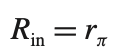 R_in = r_π